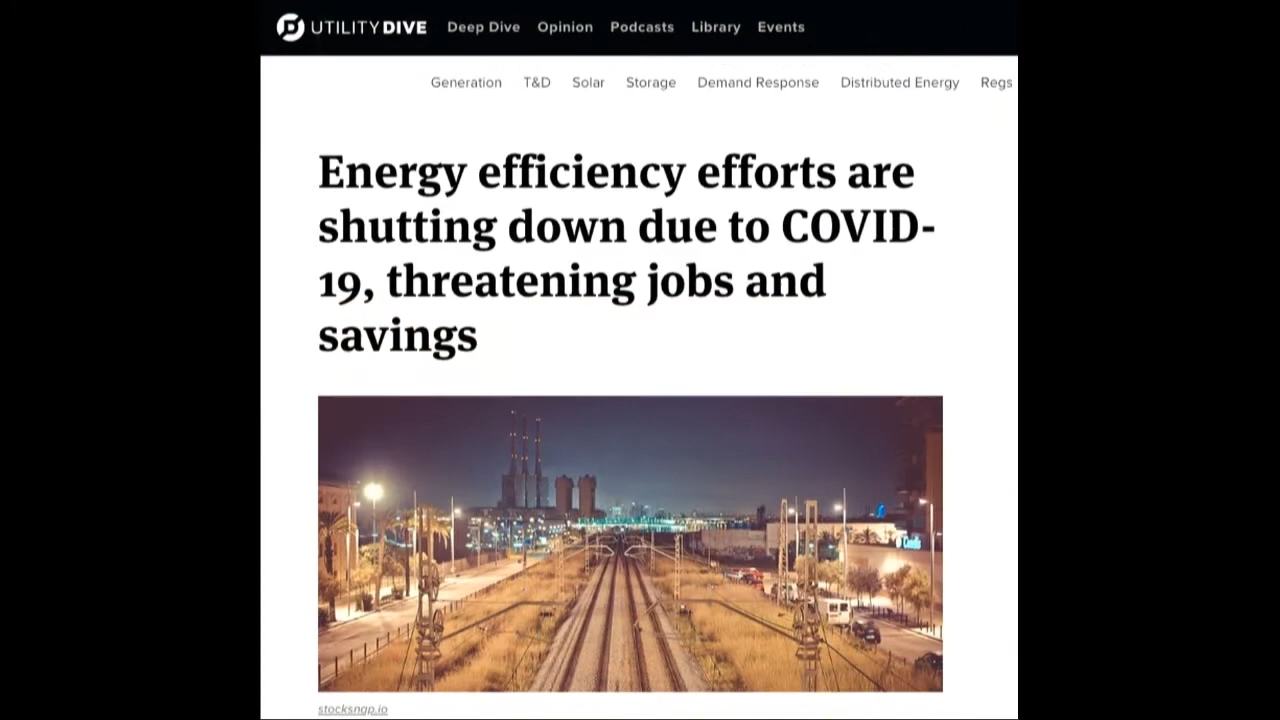 UTILITY DIVE Deep Dive Opinion Podcasts Library Events
Generation T&D Solar Storage Demand Response Distributed Energy Regs
Energy efficiency efforts are
shutting down due to COVID-
19, threatening jobs and
savings
stocksnap.io